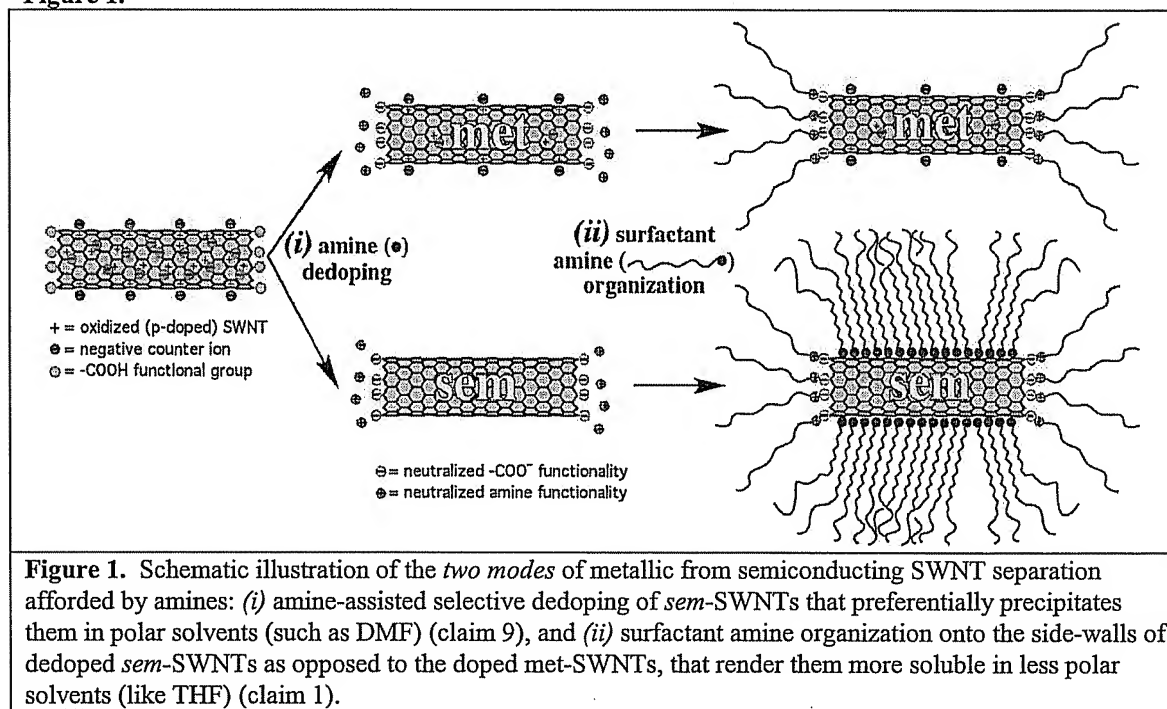 met
met
(i) amine (●)
dedoping
(ii) surfactant
amine (
)
organization
+ = oxidized (p-doped) SWNT
⊖ = negative counter ion
= -COOH functional group
sem
sem
⊖ = neutralized -COO⁻ functionality
⊕ = neutralized amine functionality
Figure 1. Schematic illustration of the two modes of metallic from semiconducting SWNT separation
afforded by amines: (i) amine-assisted selective dedoping of sem-SWNTs that preferentially precipitates
them in polar solvents (such as DMF) (claim 9), and (ii) surfactant amine organization onto the side-walls of
dedoped sem-SWNTs as opposed to the doped met-SWNTs, that render them more soluble in less polar
solvents (like THF) (claim 1).